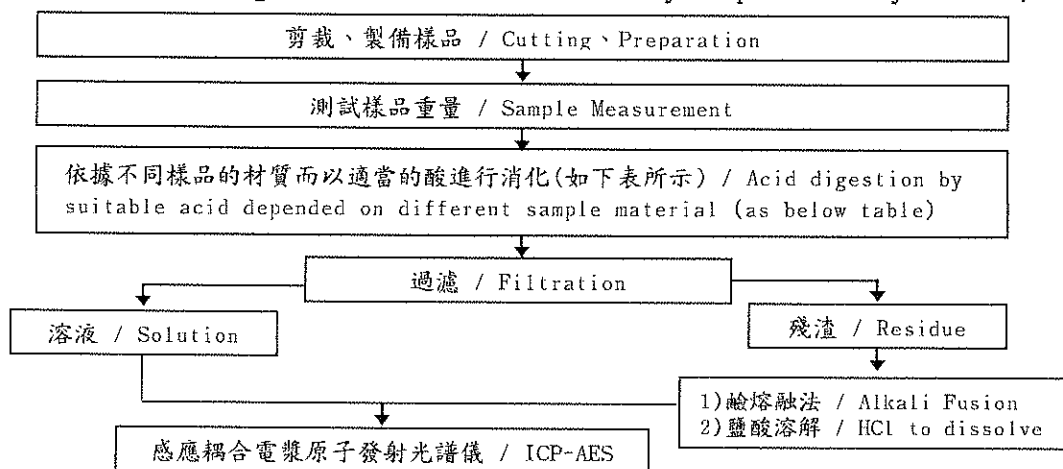 剪裁、製備樣品 / Cutting、Preparation
測試樣品重量 / Sample Measurement
依據不同樣品的材質而以適當的酸進行消化(如下表所示) / Acid digestion by
suitable acid depended on different sample material (as below table)
過濾 / Filtration
溶液 / Solution
殘渣 / Residue
1)鹼熔融法 / Alkali Fusion
2)鹽酸溶解 / HCl to dissolve
感應耦合電漿原子發射光譜儀 / ICP-AES